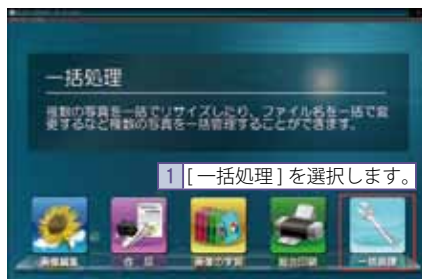 一括処理
複数の写真を一括でリサイズしたり、ファイル名を一括で変
更するなど複数の写真を一括管理することができます。
1 [一括処理]を選択します。
画像編集 作 成 画像の学習 総合印刷 一括処理